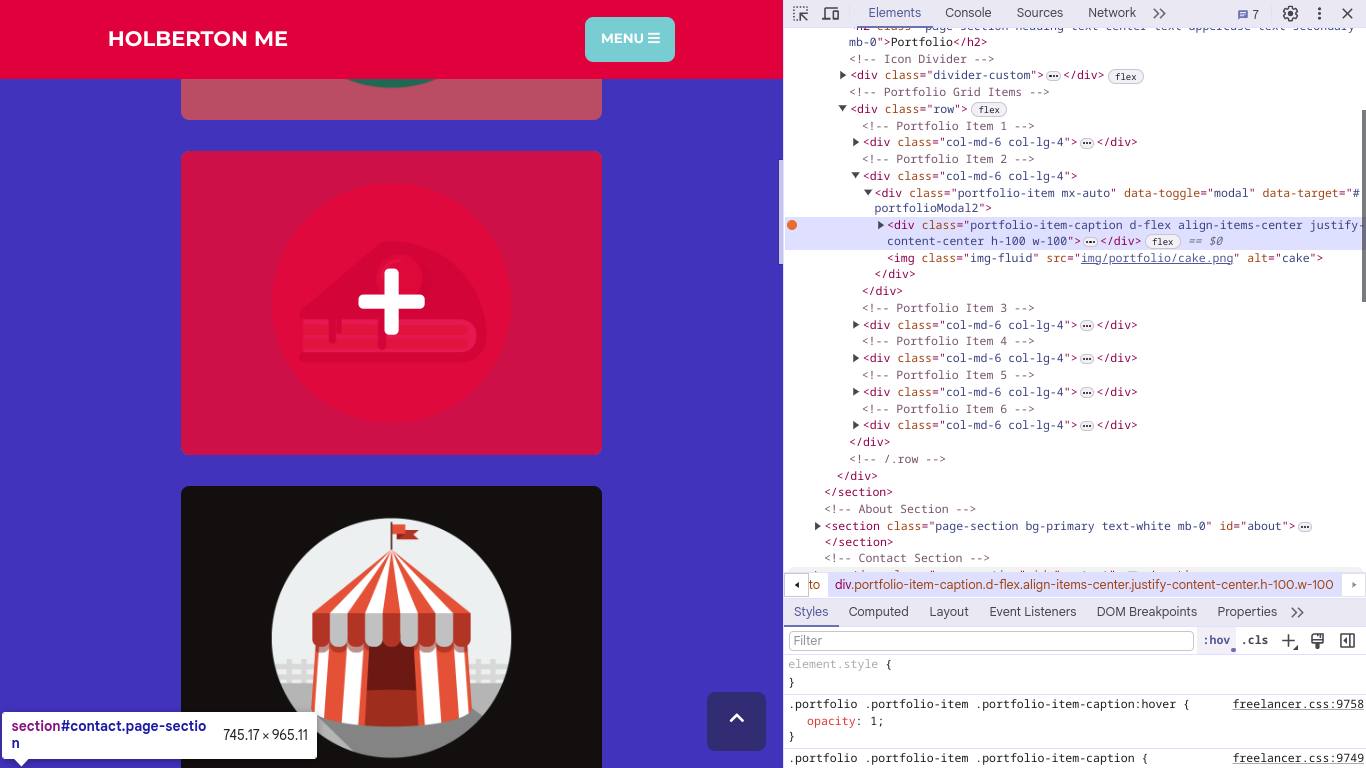 HOLBERTON ME
MENU
section#contact.page-sectio
n
745.17 × 965.11
Elements
Console
Sources
Network
7
mb-0">Portfolio</h2>
<!-- Icon Divider -->
<div class="divider-custom"> </div> flex
<!-- Portfolio Grid Items -->
<div class="row"> flex
<!-- Portfolio Item 1 -->
<div class="col-md-6 col-lg-4"> </div>
<!-- Portfolio Item 2 -->
<div class="col-md-6 col-lg-4">
<div class="portfolio-item mx-auto" data-toggle="modal" data-target="#
portfolioModal2">
<div class="portfolio-item-caption d-flex align-items-center justify-
content-center h-100 w-100"> </div> flex == $0
<img class="img-fluid" src="img/portfolio/cake.png" alt="cake">
</div>
</div>
<!-- Portfolio Item 3 -->
<div class="col-md-6 col-lg-4"> </div>
<!-- Portfolio Item 4 -->
<div class="col-md-6 col-lg-4"> </div>
<!-- Portfolio Item 5 -->
<div class="col-md-6 col-lg-4"> </div>
<!-- Portfolio Item 6 -->
<div class="col-md-6 col-lg-4"> </div>
</div>
<!-- /.row -->
</div>
</section>
<!-- About Section -->
<section class="page-section bg-primary text-white mb-0" id="about">
</section>
<!-- Contact Section -->
to div.portfolio-item-caption.d-flex.align-items-center.justify-content-center.h-100.w-100
Styles
Computed
Layout
Event Listeners
DOM Breakpoints
Properties
Filter
:hov
.cls
element.style {
}
.portfolio .portfolio-item .portfolio-item-caption:hover { freelancer.css:9758
opacity: 1;
}
.portfolio .portfolio-item .portfolio-item-caption { freelancer.css:9749